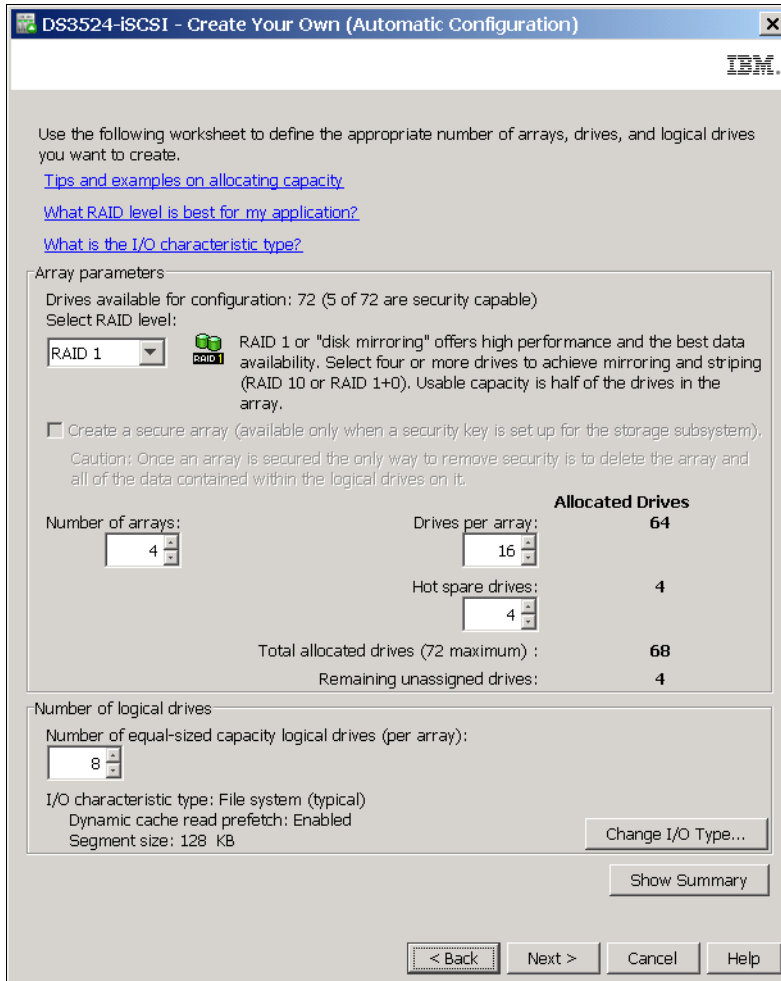 DS3524-iSCSI - Create Your Own (Automatic Configuration)
IBM.
Use the following worksheet to define the appropriate number of arrays, drives, and logical drives
you want to create.
Tips and examples on allocating capacity
What RAID level is best for my application?
What is the I/O characteristic type?
Array parameters
Drives available for configuration: 72 (5 of 72 are security capable)
Select RAID level:
RAID 1
RAID 1
RAID 1 or "disk mirroring" offers high performance and the best data
availability. Select four or more drives to achieve mirroring and striping
(RAID 10 or RAID 1+0). Usable capacity is half of the drives in the
array.
Create a secure array (available only when a security key is set up for the storage subsystem).
Caution: Once an array is secured the only way to remove security is to delete the array and
all of the data contained within the logical drives on it.
Allocated Drives
Number of arrays: Drives per array: 64
4 16
Hot spare drives: 4
4
Total allocated drives (72 maximum) : 68
Remaining unassigned drives: 4
Number of logical drives
Number of equal-sized capacity logical drives (per array):
8
I/O characteristic type: File system (typical)
Dynamic cache read prefetch: Enabled
Segment size: 128 KB
Change I/O Type...
Show Summary
< Back Next > Cancel Help